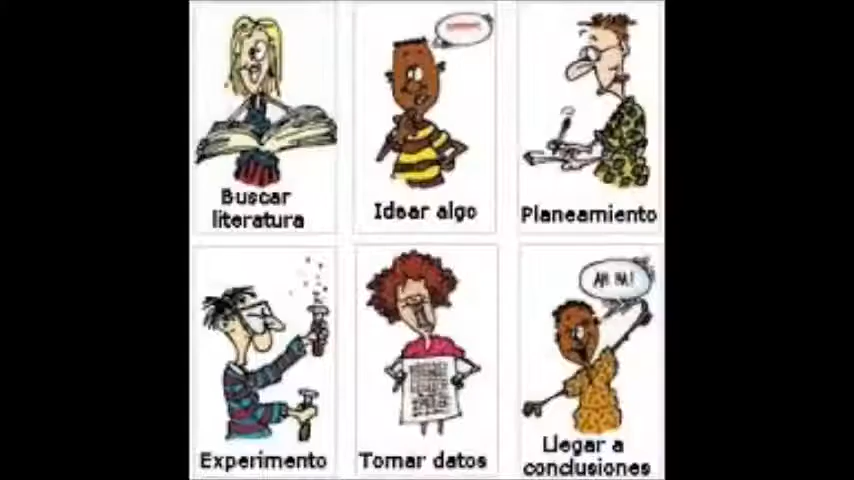 Buscar
literatura
Idear algo
Planeamiento
Experimento
Tomar datos
AH HA!
Llegar a
conclusiones